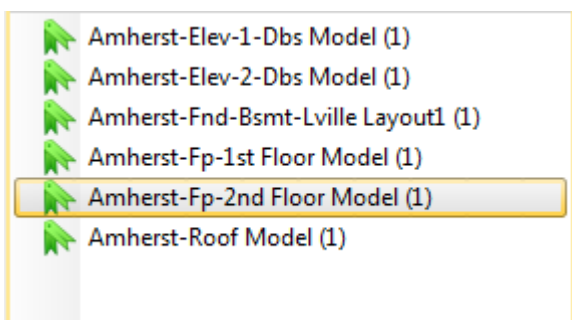 Amherst-Elev-1-Dbs Model (1)
Amherst-Elev-2-Dbs Model (1)
Amherst-Fnd-Bsmt-Lville Layout1 (1)
Amherst-Fp-1st Floor Model (1)
Amherst-Fp-2nd Floor Model (1)
Amherst-Roof Model (1)